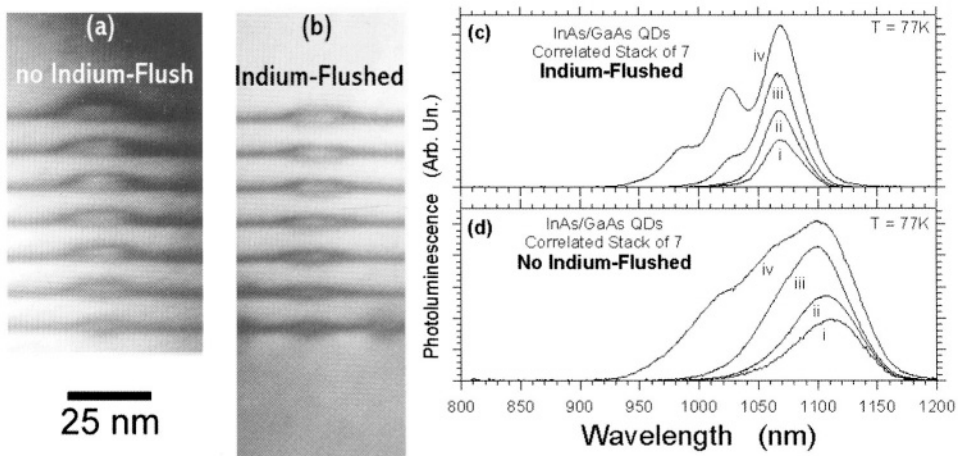 (a)
no Indium-Flush
25 nm
(b)
Indium-Flushed
(c)
InAs/GaAs QDs
Correlated Stack of 7
Indium-Flushed
T = 77K
iv
iii
ii
i
(d)
InAs/GaAs QDs
Correlated Stack of 7
No Indium-Flushed
T = 77K
iv
iii
ii
i
Photoluminescence (Arb. Un.)
800 850 900 950 1000 1050 1100 1150 1200
Wavelength (nm)